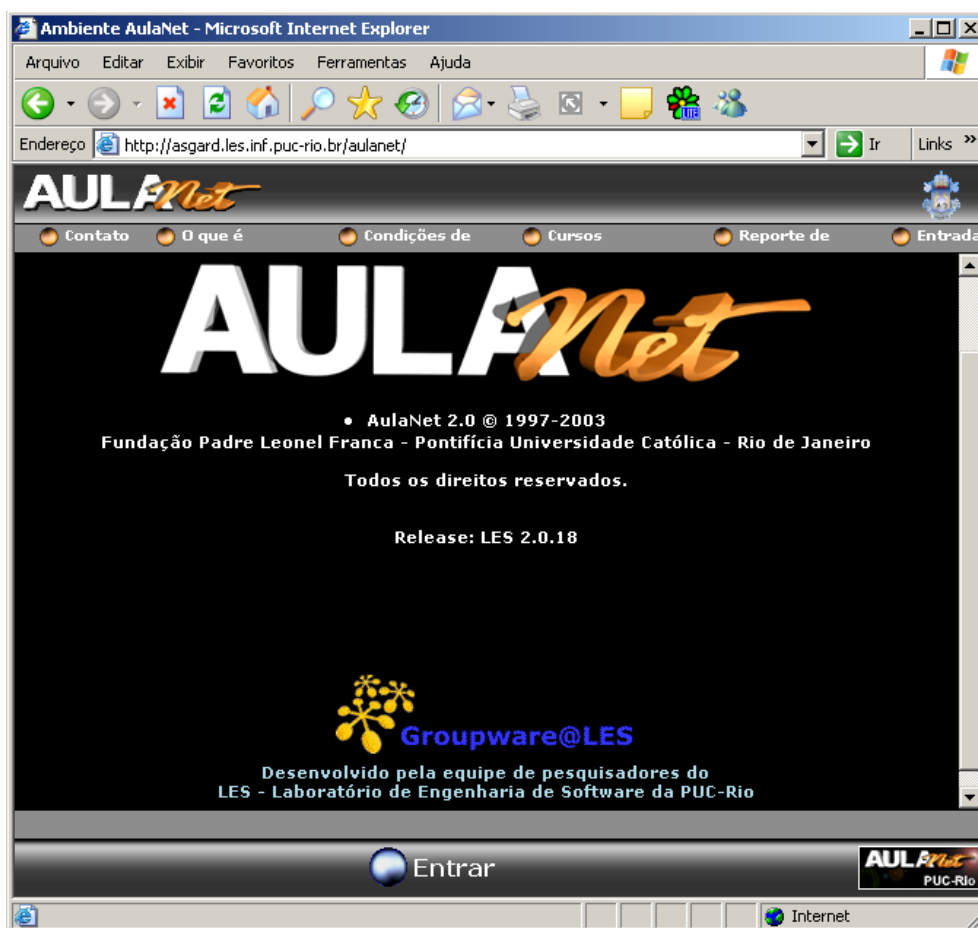 Ambiente AulaNet - Microsoft Internet Explorer
Arquivo Editar Exibir Favoritos Ferramentas Ajuda
LITE
Endereço http://asgard.les.inf.puc-rio.br/aulanet/ Ir Links »
AULANet
Contato O que é Condições de Cursos Reporte de Entrada
AULANet
• AulaNet 2.0 © 1997-2003
Fundação Padre Leonel Franca - Pontifícia Universidade Católica - Rio de Janeiro
Todos os direitos reservados.
Release: LES 2.0.18
Groupware@LES
Desenvolvido pela equipe de pesquisadores do
LES - Laboratório de Engenharia de Software da PUC-Rio
Entrar
AULANet
PUC-Rio
Internet